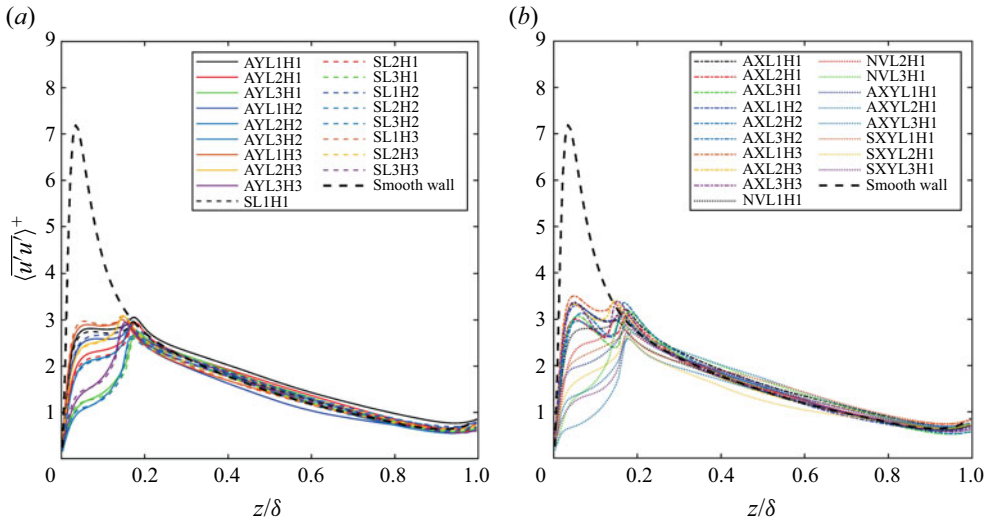 (a)
9
8
7
6
5
4
3
2
1
0
0.2
0.4
0.6
0.8
1.0
z/δ
⟨u′u′⟩+
AYL1H1
AYL2H1
AYL3H1
AYL1H2
AYL2H2
AYL3H2
AYL1H3
AYL2H3
AYL3H3
SL1H1
SL2H1
SL3H1
SL1H2
SL2H2
SL3H2
SL1H3
SL2H3
SL3H3
Smooth wall
(b)
9
8
7
6
5
4
3
2
1
0
0.2
0.4
0.6
0.8
1.0
z/δ
AXL1H1
AXL2H1
AXL3H1
AXL1H2
AXL2H2
AXL3H2
AXL1H3
AXL2H3
AXL3H3
NVL1H1
NVL2H1
NVL3H1
AXYL1H1
AXYL2H1
AXYL3H1
SXYL1H1
SXYL2H1
SXYL3H1
Smooth wall